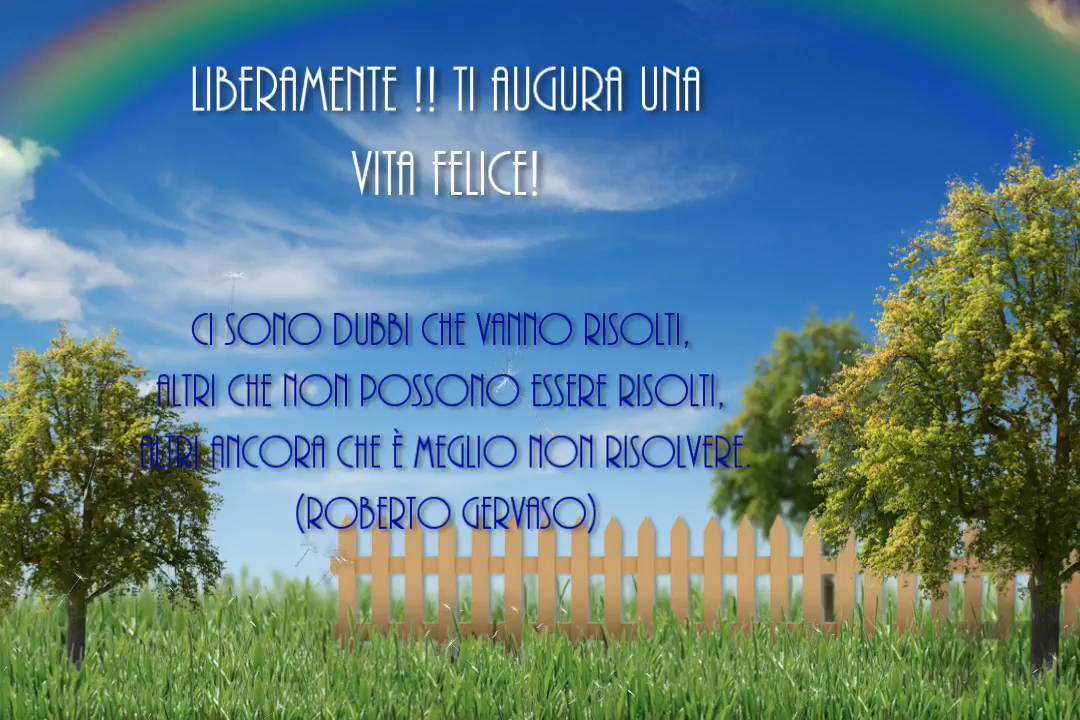 LIBERAMENTE !! TI AUGURA UNA
VITA FELICE!
CI SONO DUBBI CHE VANNO RISOLTI,
ALTRI CHE NON POSSONO ESSERE RISOLTI,
ALTRI ANCORA CHE È MEGLIO NON RISOLVERE.
(ROBERTO GERVASO)